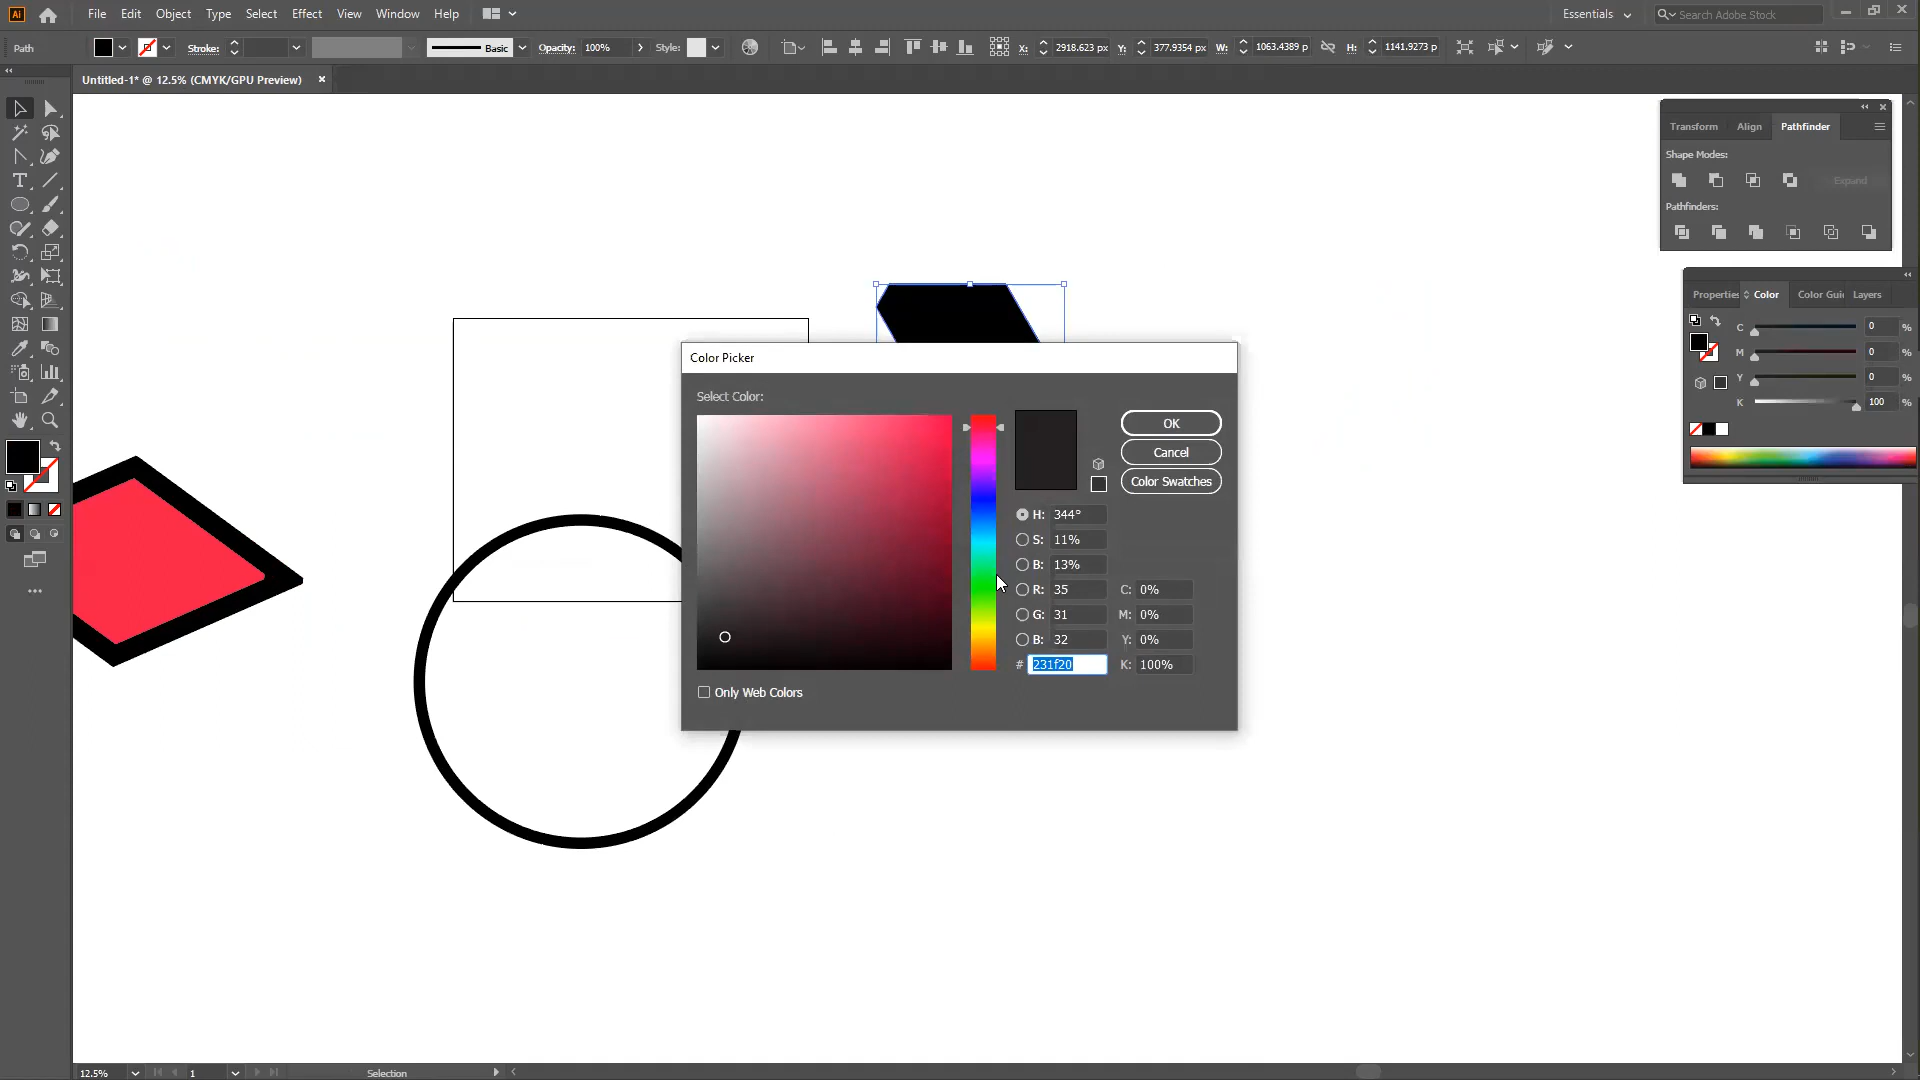 File Edit Object Type Select Effect View Window Help Essentials Search Adobe Stock
Path Stroke: Basic Opacity: 100% Style: X: 2918.623 px Y: 377.9354 px W: 1063.4389 p H: 1141.9273 p
Untitled-1* @ 12.5% (CMYK/GPU Preview)
Transform Align Pathfinder
Shape Modes:
Expand
Pathfinders:
Properties Color Color Gui Layers
C 0 %
M 0 %
Y 0 %
K 100 %
Color Picker
Select Color:
OK
Cancel
Color Swatches
H: 344°
S: 11%
B: 13%
R: 35 C: 0%
G: 31 M: 0%
B: 32 Y: 0%
# 231f20 K: 100%
Only Web Colors
12.5% 1 Selection